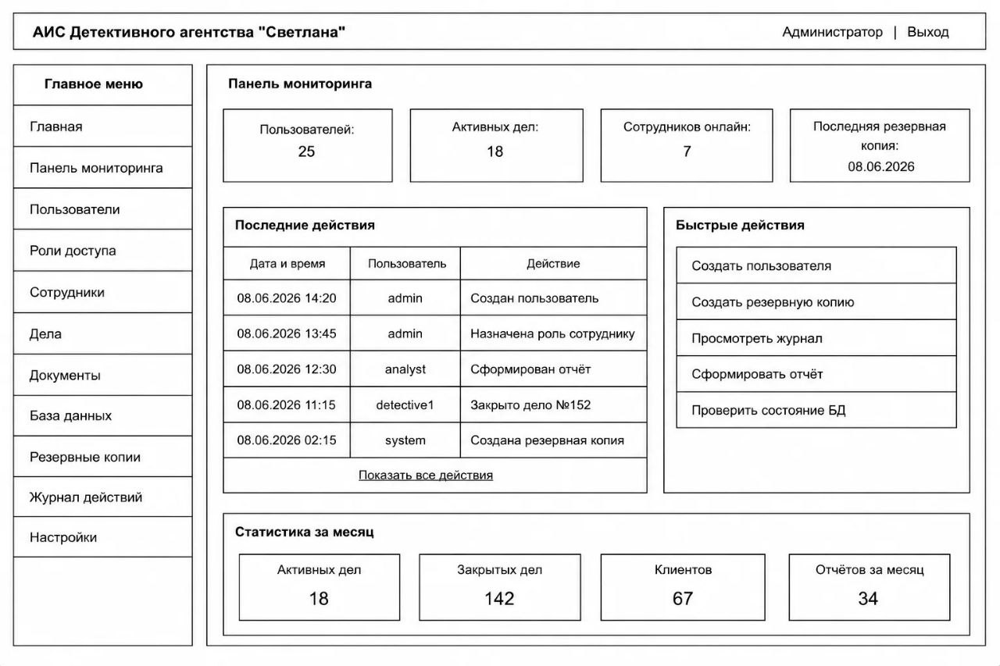 АИС Детективного агентства "Светлана"
Администратор | Выход
Главное меню
Главная
Панель мониторинга
Пользователи
Роли доступа
Сотрудники
Дела
Документы
База данных
Резервные копии
Журнал действий
Настройки
Панель мониторинга
Пользователей:
25
Активных дел:
18
Сотрудников онлайн:
7
Последняя резервная
копия:
08.06.2026
Последние действия
Дата и время Пользователь Действие
08.06.2026 14:20 admin Создан пользователь
08.06.2026 13:45 admin Назначена роль сотруднику
08.06.2026 12:30 analyst Сформирован отчёт
08.06.2026 11:15 detective1 Закрыто дело №152
08.06.2026 02:15 system Создана резервная копия
Показать все действия
Быстрые действия
Создать пользователя
Создать резервную копию
Просмотреть журнал
Сформировать отчёт
Проверить состояние БД
Статистика за месяц
Активных дел
18
Закрытых дел
142
Клиентов
67
Отчётов за месяц
34